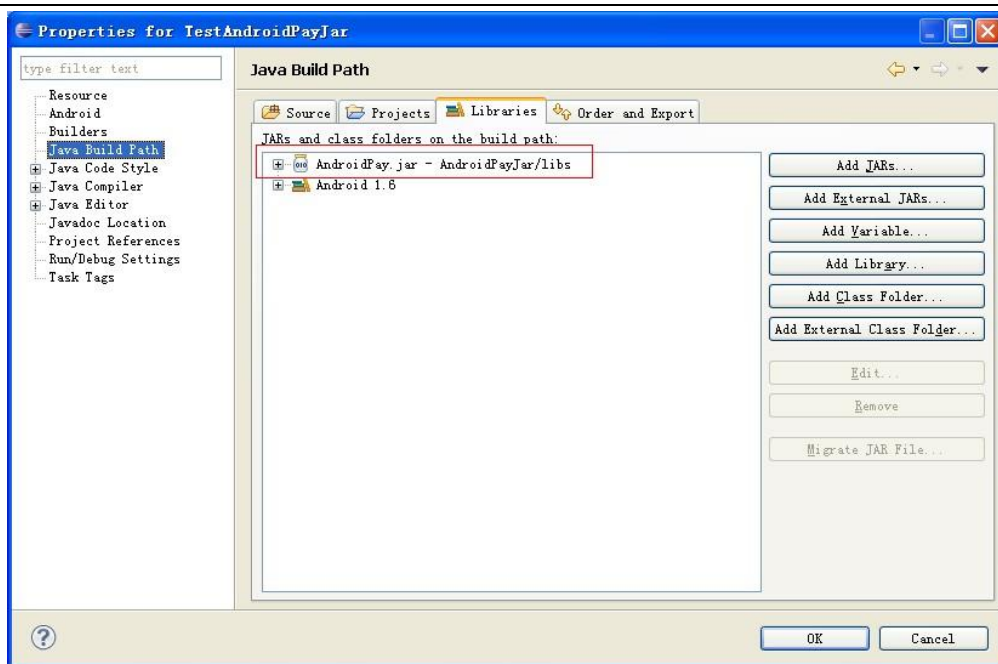 Properties for TestAndroidPayJar
type filter text
Resource
Android
Builders
Java Build Path
Java Code Style
Java Compiler
Java Editor
Javadoc Location
Project References
Run/Debug Settings
Task Tags
Java Build Path
Source
Projects
Libraries
Order and Export
JARs and class folders on the build path:
AndroidPay.jar - AndroidPayJar/libs
Android 1.6
Add JARs...
Add External JARs...
Add Variable...
Add Library...
Add Class Folder...
Add External Class Folder...
Edit...
Remove
Migrate JAR File...
OK
Cancel